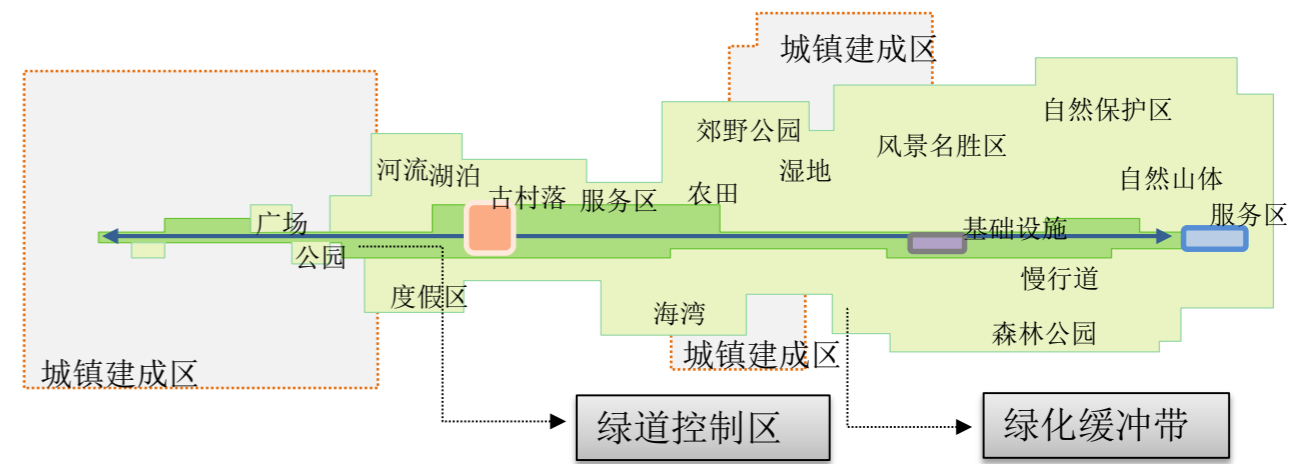 城镇建成区
自然保护区
郊野公园
风景名胜区
河流
湖泊
湿地
自然山体
古村落
服务区
农田
服务区
广场
基础设施
公园
慢行道
度假区
海湾
森林公园
城镇建成区
城镇建成区
绿道控制区
绿化缓冲带